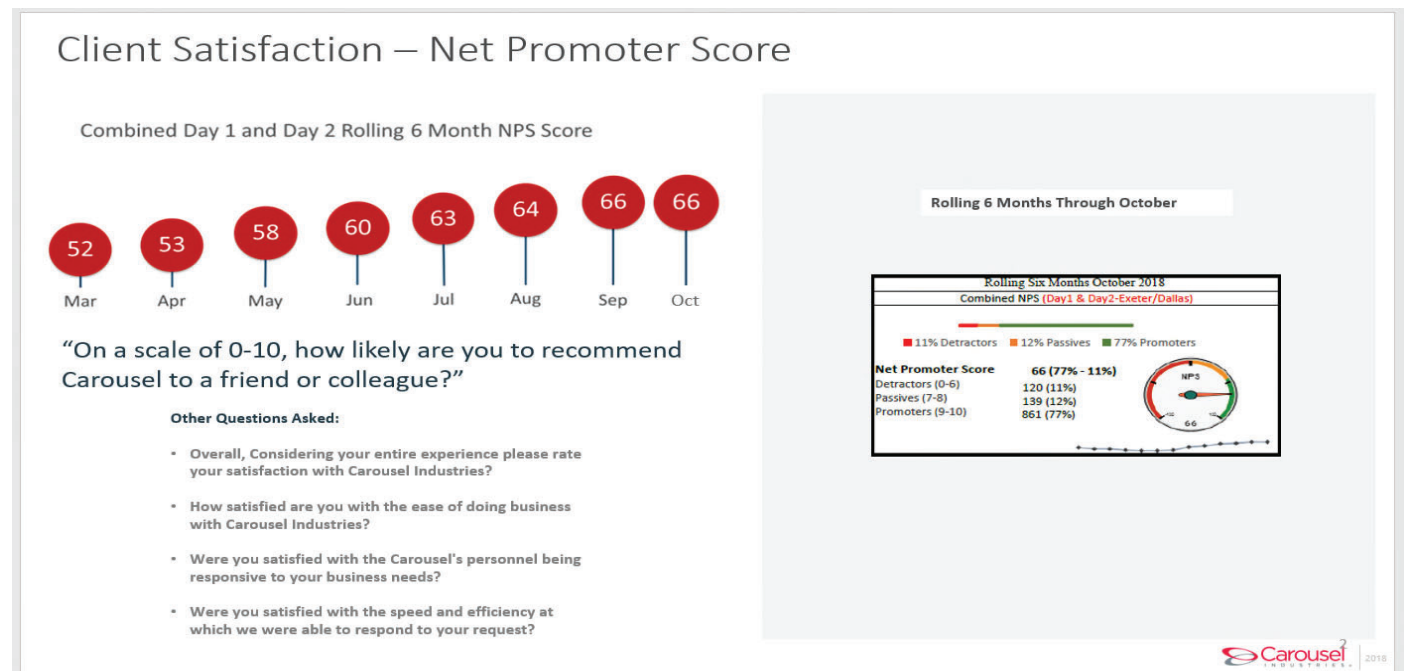 Client Satisfaction – Net Promoter Score
Combined Day 1 and Day 2 Rolling 6 Month NPS Score
52 53 58 60 63 64 66 66
Mar Apr May Jun Jul Aug Sep Oct
“On a scale of 0-10, how likely are you to recommend
Carousel to a friend or colleague?”
Other Questions Asked:
• Overall, Considering your entire experience please rate
your satisfaction with Carousel Industries?
• How satisfied are you with the ease of doing business
with Carousel Industries?
• Were you satisfied with the Carousel's personnel being
responsive to your business needs?
• Were you satisfied with the speed and efficiency at
which we were able to respond to your request?
Rolling 6 Months Through October
Rolling Six Months October 2018
Combined NPS (Day1 & Day2-Exeter/Dallas)
11% Detractors 12% Passives 77% Promoters
Net Promoter Score 66 (77% - 11%)
Detractors (0-6) 120 (11%)
Passives (7-8) 139 (12%)
Promoters (9-10) 861 (77%)
NPS
66
2
Carousel
INDUSTRIES
2018